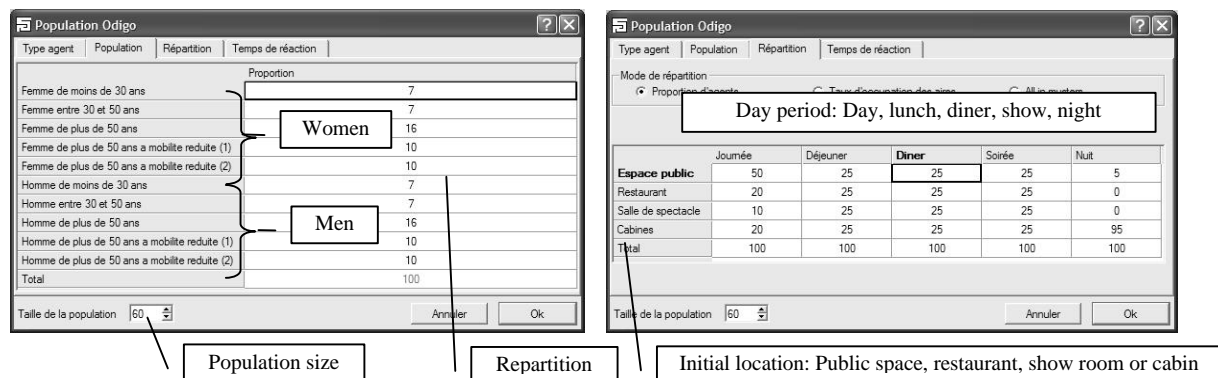 Population Odigo
Type agent Population Répartition Temps de réaction
Proportion
Femme de moins de 30 ans 7
Femme entre 30 et 50 ans 7
Femme de plus de 50 ans 16
Femme de plus de 50 ans a mobilite reduite (1) 10
Femme de plus de 50 ans a mobilite reduite (2) 10
Homme de moins de 30 ans 7
Homme entre 30 et 50 ans 7
Homme de plus de 50 ans 16
Homme de plus de 50 ans a mobilite reduite (1) 10
Homme de plus de 50 ans a mobilite reduite (2) 10
Total 100
Women
Men
Taille de la population 60 Annuler Ok
Population size
Repartition
Population Odigo
Type agent Population Répartition Temps de réaction
Mode de répartition
Proportion d'agents Taux d'occupation des aires All in
Day period: Day, lunch, diner, show, night
Journée Déjeuner Diner Soirée Nuit
Espace public 50 25 25 25 5
Restaurant 20 25 25 25 0
Salle de spectacle 10 25 25 25 0
Cabines 20 25 25 25 95
Total 100 100 100 100 100
Taille de la population 60 Annuler Ok
Initial location: Public space, restaurant, show room or cabin